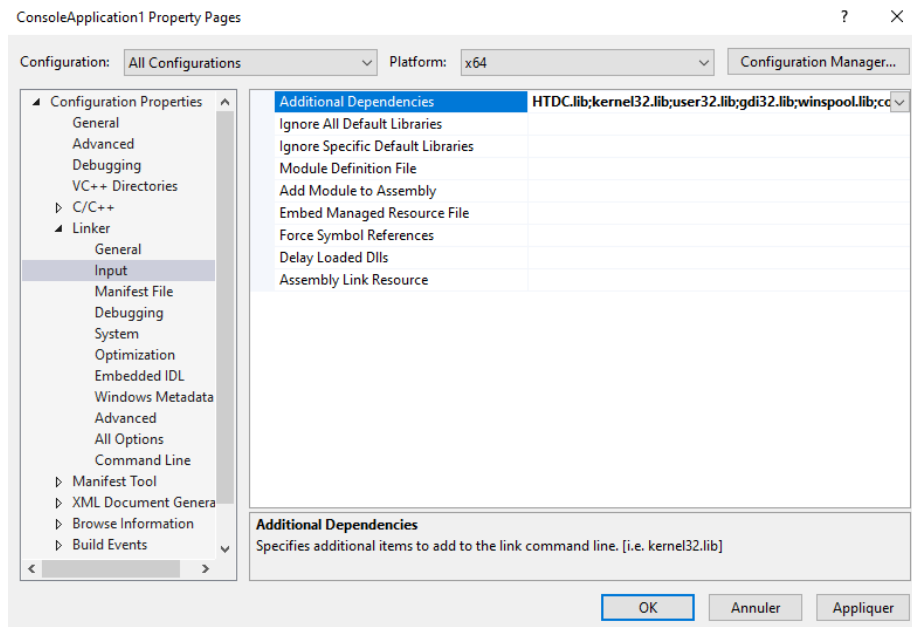 ConsoleApplication1 Property Pages ?
Configuration: All Configurations Platform: x64 Configuration Manager...
Configuration Properties
General
Advanced
Debugging
VC++ Directories
C/C++
Linker
General
Input
Manifest File
Debugging
System
Optimization
Embedded IDL
Windows Metadata
Advanced
All Options
Command Line
Manifest Tool
XML Document Genera
Browse Information
Build Events
Additional Dependencies HTDC.lib;kernel32.lib;user32.lib;gdi32.lib;winspool.lib;co
Ignore All Default Libraries
Ignore Specific Default Libraries
Module Definition File
Add Module to Assembly
Embed Managed Resource File
Force Symbol References
Delay Loaded Dlls
Assembly Link Resource
Additional Dependencies
Specifies additional items to add to the link command line. [i.e. kernel32.lib]
OK Annuler Appliquer